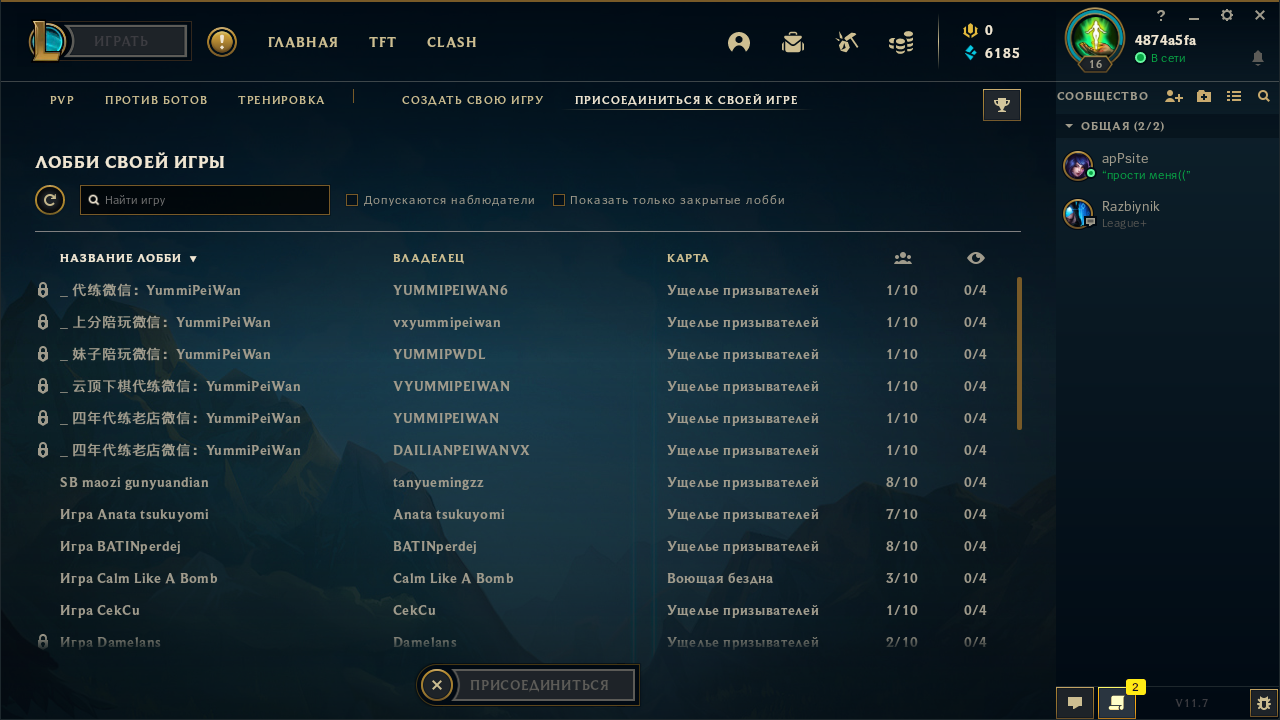 ИГРАТЬ
ГЛАВНАЯ TFT CLASH
0
6185
?
4874a5fa
16
В сети
PVP ПРОТИВ БОТОВ ТРЕНИРОВКА СОЗДАТЬ СВОЮ ИГРУ ПРИСОЕДИНИТЬСЯ К СВОЕЙ ИГРЕ
СООБЩЕСТВО
ОБЩАЯ (2/2)
apPsite
"прости меня(("
Razbiynik
League+
ЛОББИ СВОЕЙ ИГРЫ
Найти игру Допускаются наблюдатели Показать только закрытые лобби
НАЗВАНИЕ ЛОББИ ВЛАДЕЛЕЦ КАРТА
_ 代练微信：YummiPeiWan YUMMIPEIWAN6 Ущелье призывателей 1/10 0/4
_ 上分陪玩微信：YummiPeiWan vxyummipeiwan Ущелье призывателей 1/10 0/4
_ 妹子陪玩微信：YummiPeiWan YUMMIPWDL Ущелье призывателей 1/10 0/4
_ 云顶下棋代练微信：YummiPeiWan VYUMMIPEIWAN Ущелье призывателей 1/10 0/4
_ 四年代练老店微信：YummiPeiWan YUMMIPEIWAN Ущелье призывателей 1/10 0/4
_ 四年代练老店微信：YummiPeiWan DAILIANPEIWANVX Ущелье призывателей 1/10 0/4
SB maozi gunyuandian tanyuemingzz Ущелье призывателей 8/10 0/4
Игра Anata tsukuyomi Anata tsukuyomi Ущелье призывателей 7/10 0/4
Игра BATINperdej BATINperdej Ущелье призывателей 8/10 0/4
Игра Calm Like A Bomb Calm Like A Bomb Воющая бездна 3/10 0/4
Игра CekCu CekCu Ущелье призывателей 1/10 0/4
Игра Damelans Damelans Ущелье призывателей 2/10 0/4
ПРИСОЕДИНИТЬСЯ
2
V11.7